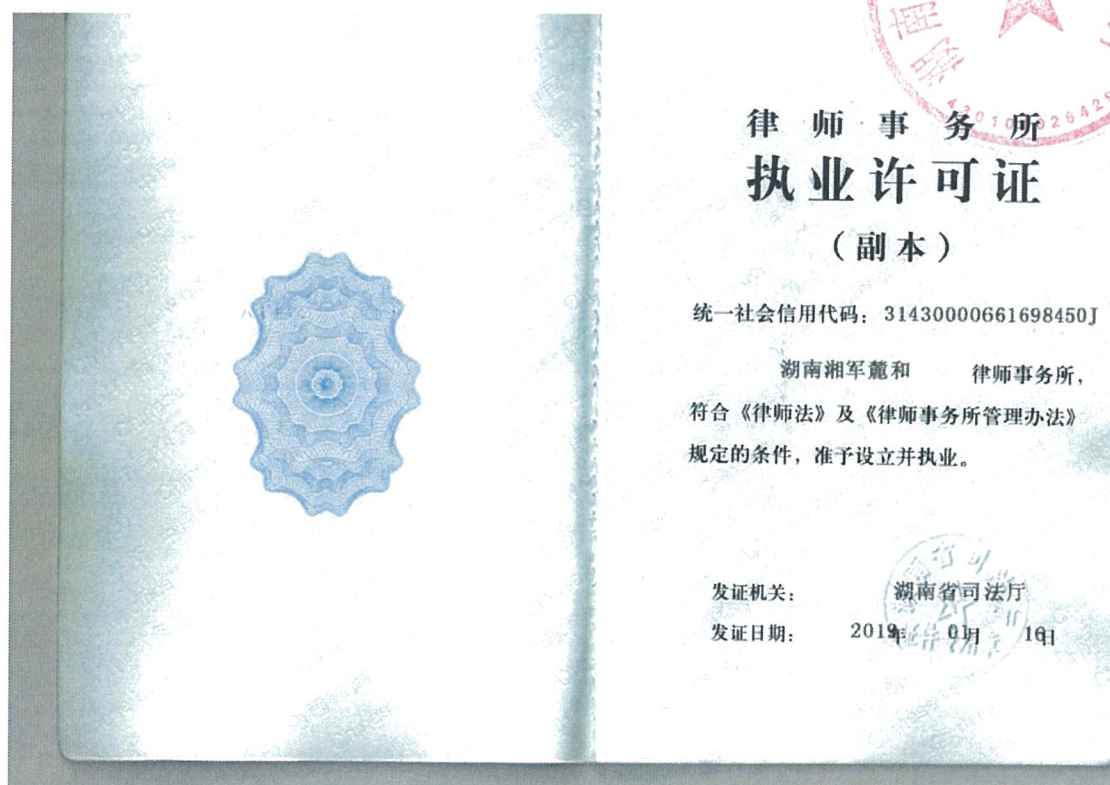 湖南
430100026429
律师事务所
执业许可证
（副本）
统一社会信用代码：31430000661698450J
湖南湘军麓和 律师事务所，
符合《律师法》及《律师事务所管理办法》
规定的条件，准予设立并执业。
发证机关： 湖南省司法厅
发证日期： 2019年 01月 16日